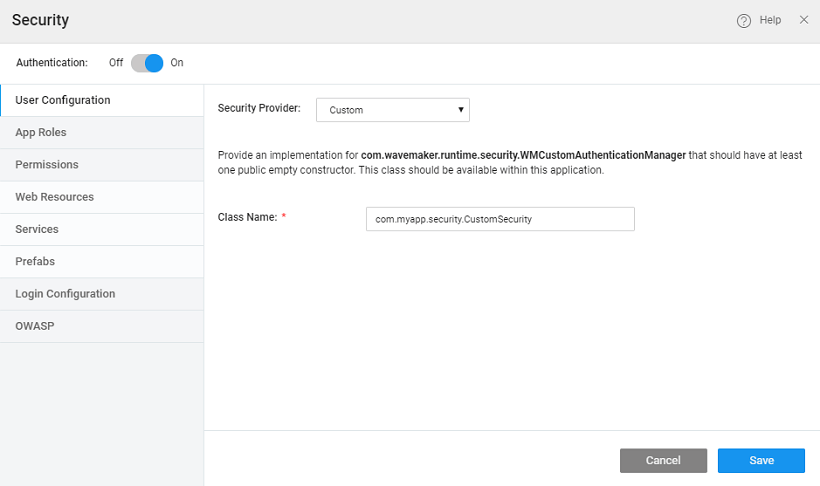 Security
Help
Authentication: Off On
User Configuration
App Roles
Permissions
Web Resources
Services
Prefabs
Login Configuration
OWASP
Security Provider: Custom
Provide an implementation for com.wavemaker.runtime.security.WMCustomAuthenticationManager that should have at least
one public empty constructor. This class should be available within this application.
Class Name: * com.myapp.security.CustomSecurity
Cancel Save